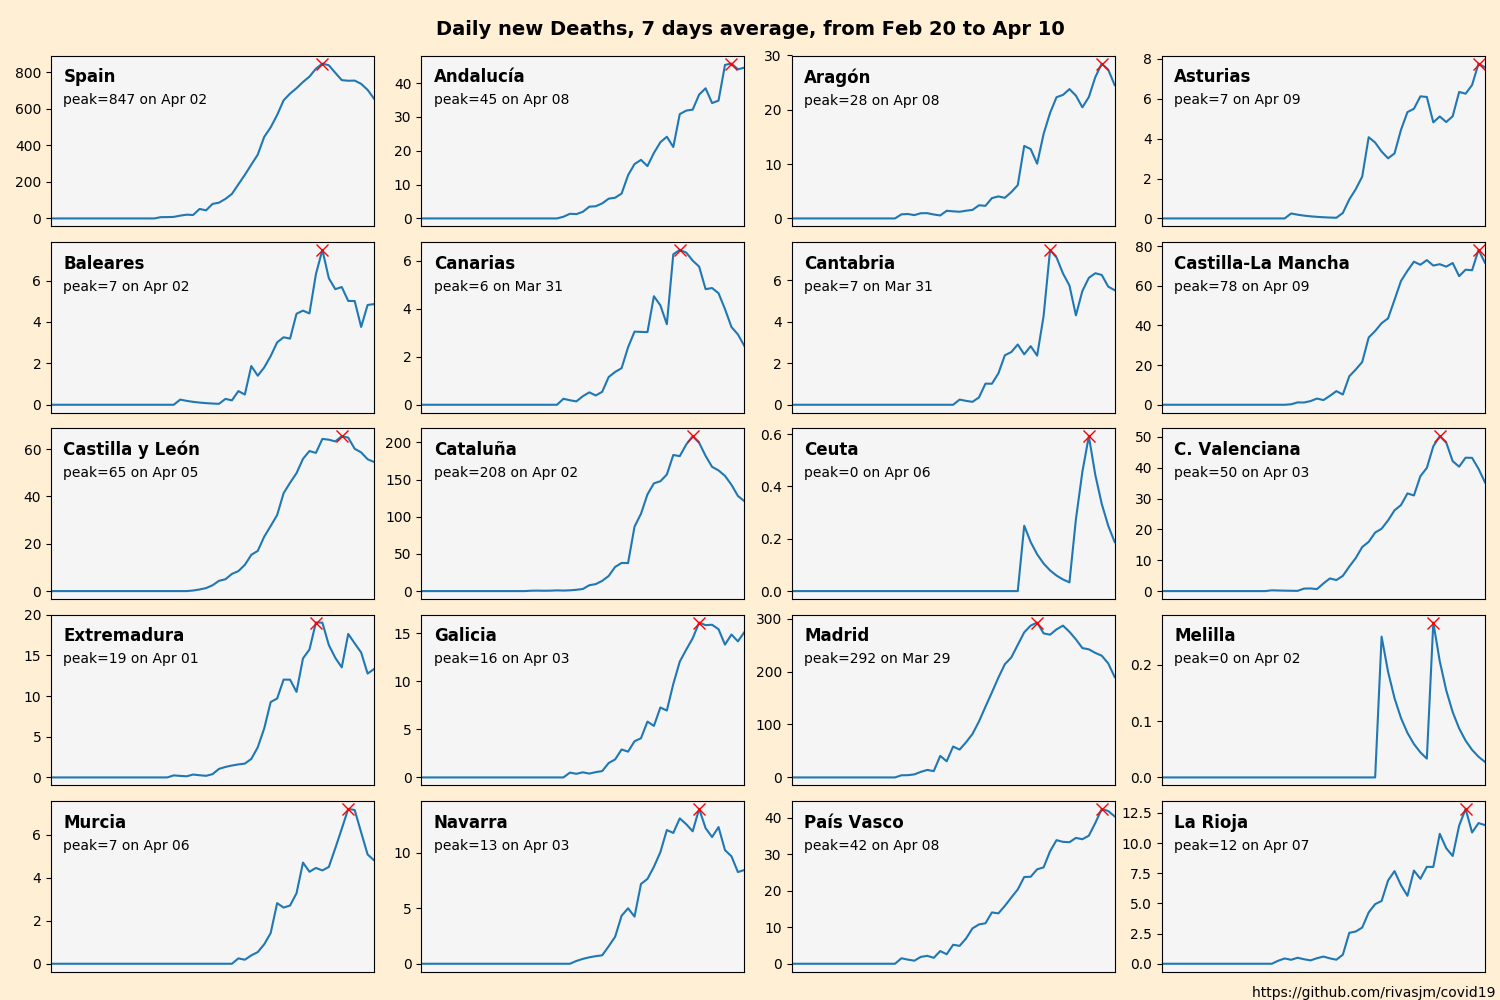 Daily new Deaths, 7 days average, from Feb 20 to Apr 10
Spain
peak=847 on Apr 02
800
600
400
200
0
Andalucía
peak=45 on Apr 08
40
30
20
10
0
Aragón
peak=28 on Apr 08
30
20
10
0
Asturias
peak=7 on Apr 09
8
6
4
2
0
Baleares
peak=7 on Apr 02
6
4
2
0
Canarias
peak=6 on Mar 31
6
4
2
0
Cantabria
peak=7 on Mar 31
6
4
2
0
Castilla-La Mancha
peak=78 on Apr 09
80
60
40
20
0
Castilla y León
peak=65 on Apr 05
60
40
20
0
Cataluña
peak=208 on Apr 02
200
150
100
50
0
Ceuta
peak=0 on Apr 06
0.6
0.4
0.2
0.0
C. Valenciana
peak=50 on Apr 03
50
40
30
20
10
0
Extremadura
peak=19 on Apr 01
20
15
10
5
0
Galicia
peak=16 on Apr 03
15
10
5
0
Madrid
peak=292 on Mar 29
300
200
100
0
Melilla
peak=0 on Apr 02
0.2
0.1
0.0
Murcia
peak=7 on Apr 06
6
4
2
0
Navarra
peak=13 on Apr 03
10
5
0
País Vasco
peak=42 on Apr 08
40
30
20
10
0
La Rioja
peak=12 on Apr 07
12.5
10.0
7.5
5.0
2.5
0.0
https://github.com/rivasjm/covid19